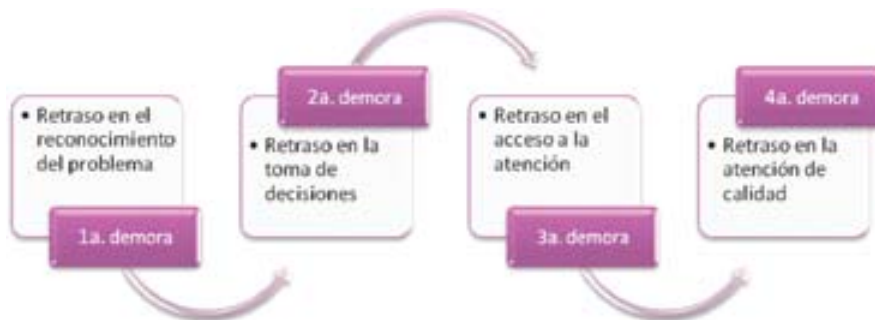 • Retraso en el
reconocimiento
del problema
1a. demora
2a. demora
• Retraso en la
toma de
decisiones
• Retraso en el
acceso a la
atención
3a. demora
4a. demora
• Retraso en la
atención de
calidad